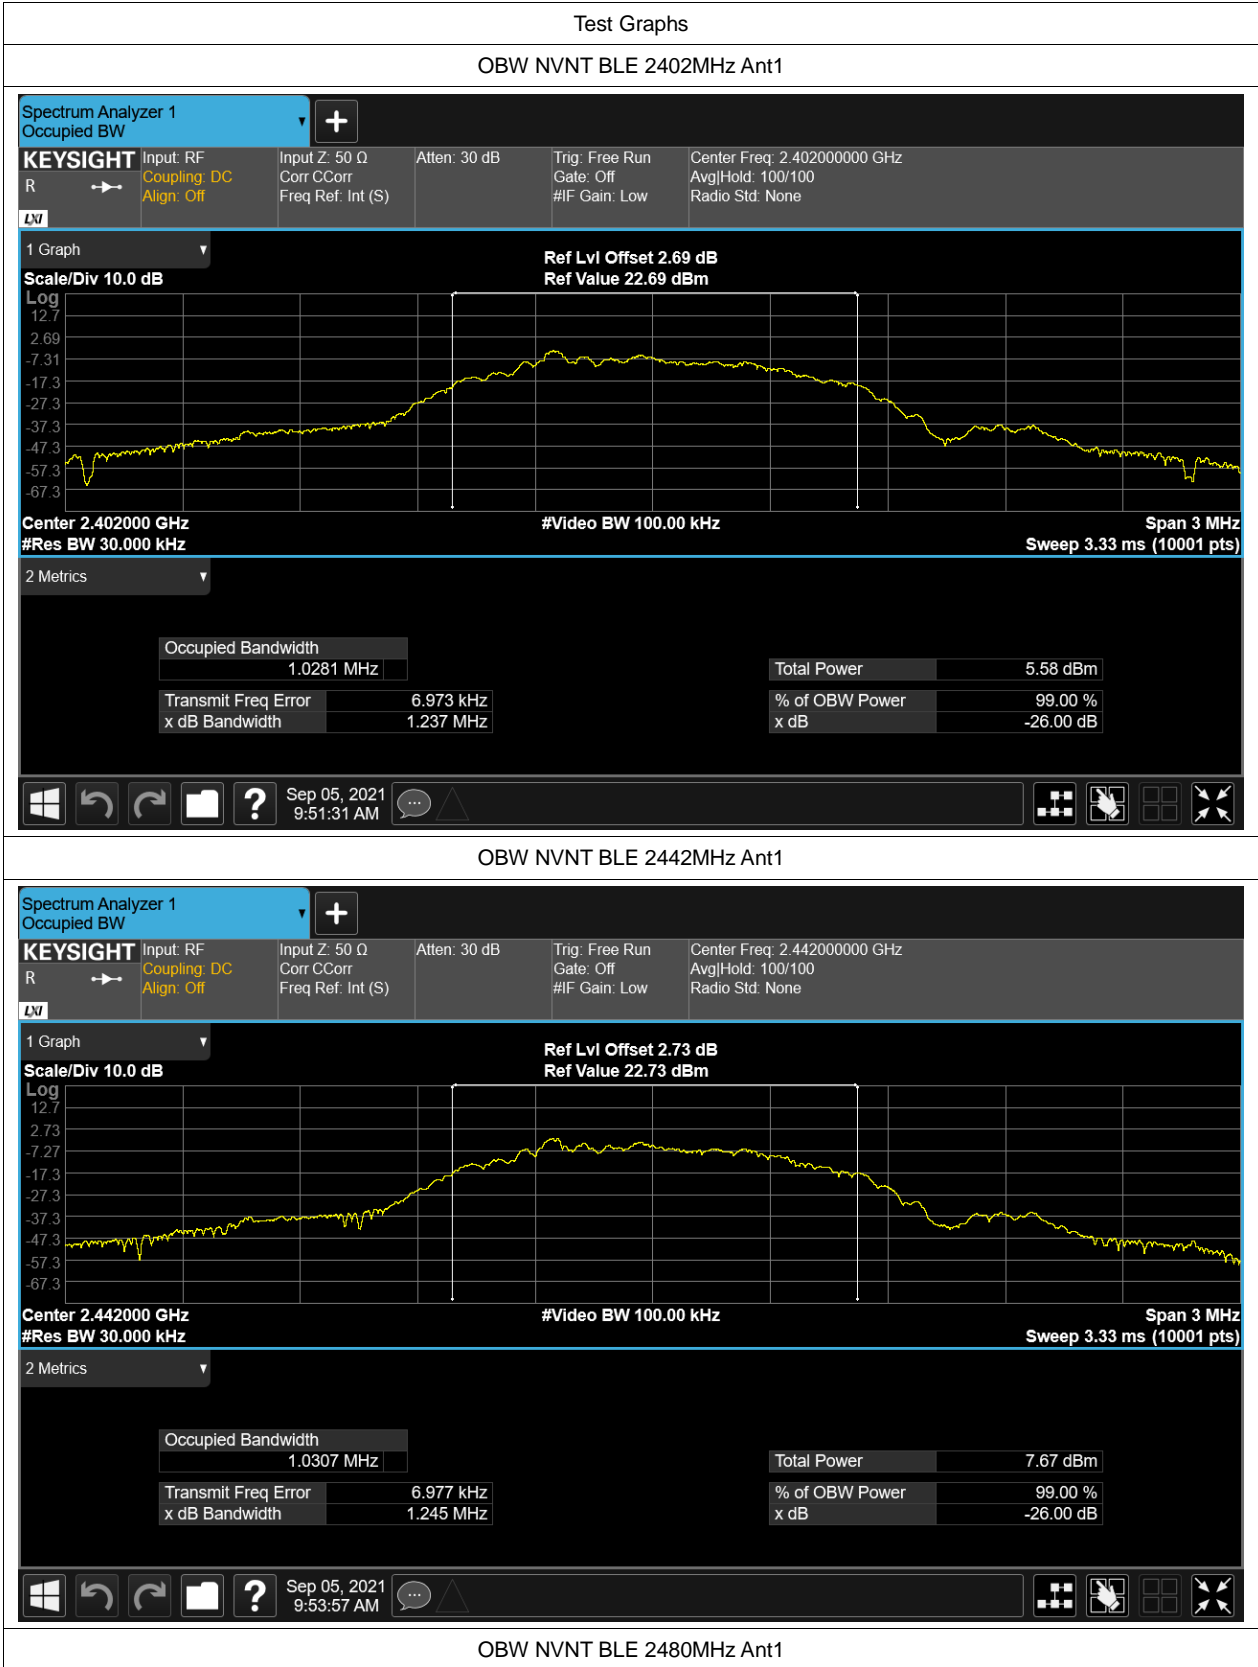 Test Graphs
OBW NVNT BLE 2402MHz Ant1
Spectrum Analyzer 1
Occupied BW
KEYSIGHT Input: RF Input Z: 50 Ω Atten: 30 dB Trig: Free Run Center Freq: 2.402000000 GHz
R Coupling: DC Corr CCorr Gate: Off Avg|Hold: 100/100
Align: Off Freq Ref: Int (S) #IF Gain: Low Radio Std: None
LXI
1 Graph
Ref Lvl Offset 2.69 dB
Scale/Div 10.0 dB Ref Value 22.69 dBm
Log
12.7
2.69
-7.31
-17.3
-27.3
-37.3
-47.3
-57.3
-67.3
Center 2.402000 GHz #Video BW 100.00 kHz Span 3 MHz
#Res BW 30.000 kHz Sweep 3.33 ms (10001 pts)
2 Metrics
Occupied Bandwidth
1.0281 MHz Total Power 5.58 dBm
Transmit Freq Error 6.973 kHz % of OBW Power 99.00 %
x dB Bandwidth 1.237 MHz x dB -26.00 dB
Sep 05, 2021
9:51:31 AM
OBW NVNT BLE 2442MHz Ant1
Spectrum Analyzer 1
Occupied BW
KEYSIGHT Input: RF Input Z: 50 Ω Atten: 30 dB Trig: Free Run Center Freq: 2.442000000 GHz
R Coupling: DC Corr CCorr Gate: Off Avg|Hold: 100/100
Align: Off Freq Ref: Int (S) #IF Gain: Low Radio Std: None
LXI
1 Graph
Ref Lvl Offset 2.73 dB
Scale/Div 10.0 dB Ref Value 22.73 dBm
Log
12.7
2.73
-7.27
-17.3
-27.3
-37.3
-47.3
-57.3
-67.3
Center 2.442000 GHz #Video BW 100.00 kHz Span 3 MHz
#Res BW 30.000 kHz Sweep 3.33 ms (10001 pts)
2 Metrics
Occupied Bandwidth
1.0307 MHz Total Power 7.67 dBm
Transmit Freq Error 6.977 kHz % of OBW Power 99.00 %
x dB Bandwidth 1.245 MHz x dB -26.00 dB
Sep 05, 2021
9:53:57 AM
OBW NVNT BLE 2480MHz Ant1